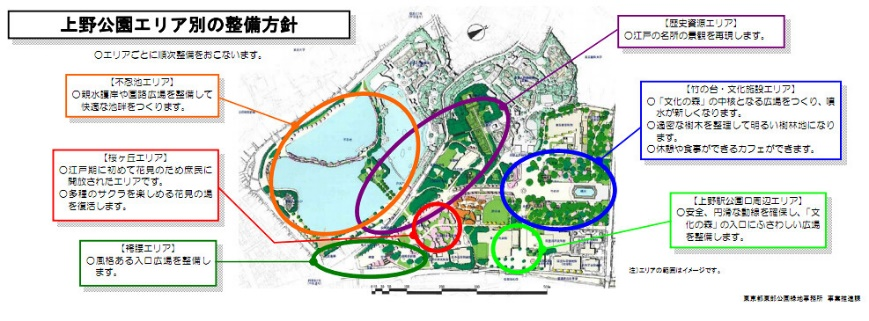 上野公園エリア別の整備方針
○エリアごとに順次整備をおこないます。
【不忍池エリア】
○親水護岸や園路広場を整備して
快適な池畔をつくります。
【桜ヶ丘エリア】
○江戸期に初めて花見のため庶民に
開放されたエリアです。
○多種のサクラを楽しめる花見の場
を復活します。
【袴腰エリア】
○風格ある入口広場を整備し
ます。
【歴史資源エリア】
○江戸の名所の景観を再現します。
【竹の台・文化施設エリア】
○「文化の森」の中核となる広場をつくり、噴
水が新しくなります。
○過密な樹木を整理して明るい樹林地になり
ます。
○休憩や食事ができるカフェができます。
【上野駅公園口周辺エリア】
○安全、円滑な動線を確保し、「文
化の森」の入口にふさわしい広場
を整備します。
注)エリアの範囲はイメージです。
東京都東部公園緑地事務所 事業推進課